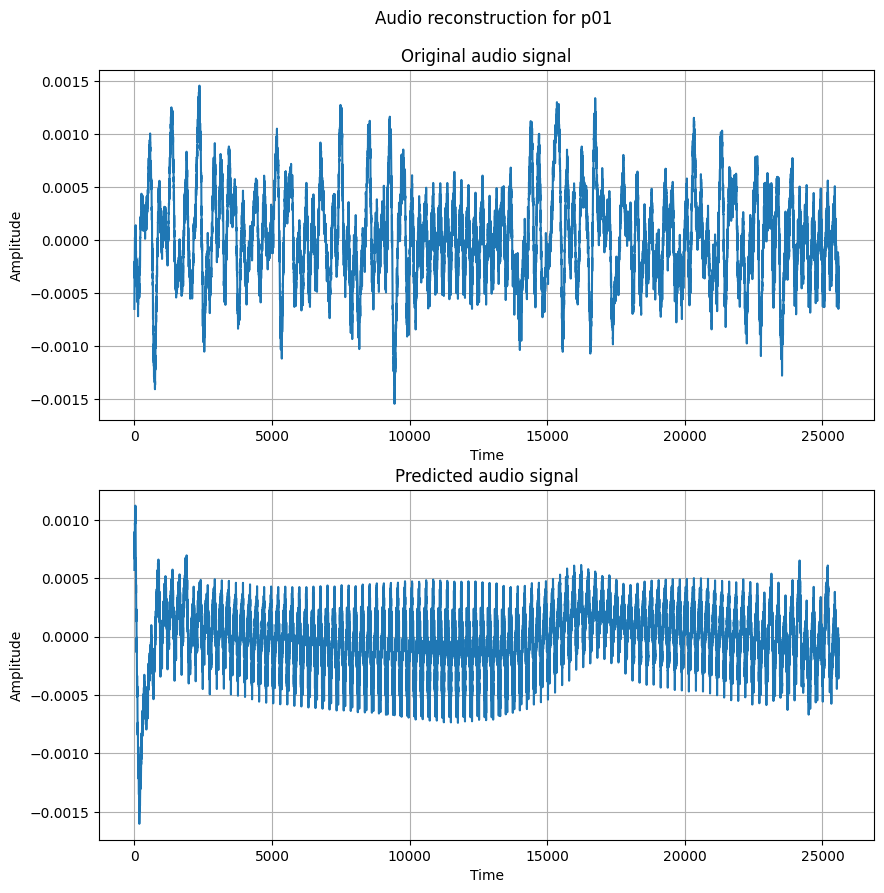 Audio reconstruction for p01
Original audio signal
0.0015
0.0010
0.0005
0.0000
−0.0005
−0.0010
−0.0015
Amplitude
0 5000 10000 15000 20000 25000
Time
Predicted audio signal
0.0010
0.0005
0.0000
−0.0005
−0.0010
−0.0015
Amplitude
0 5000 10000 15000 20000 25000
Time